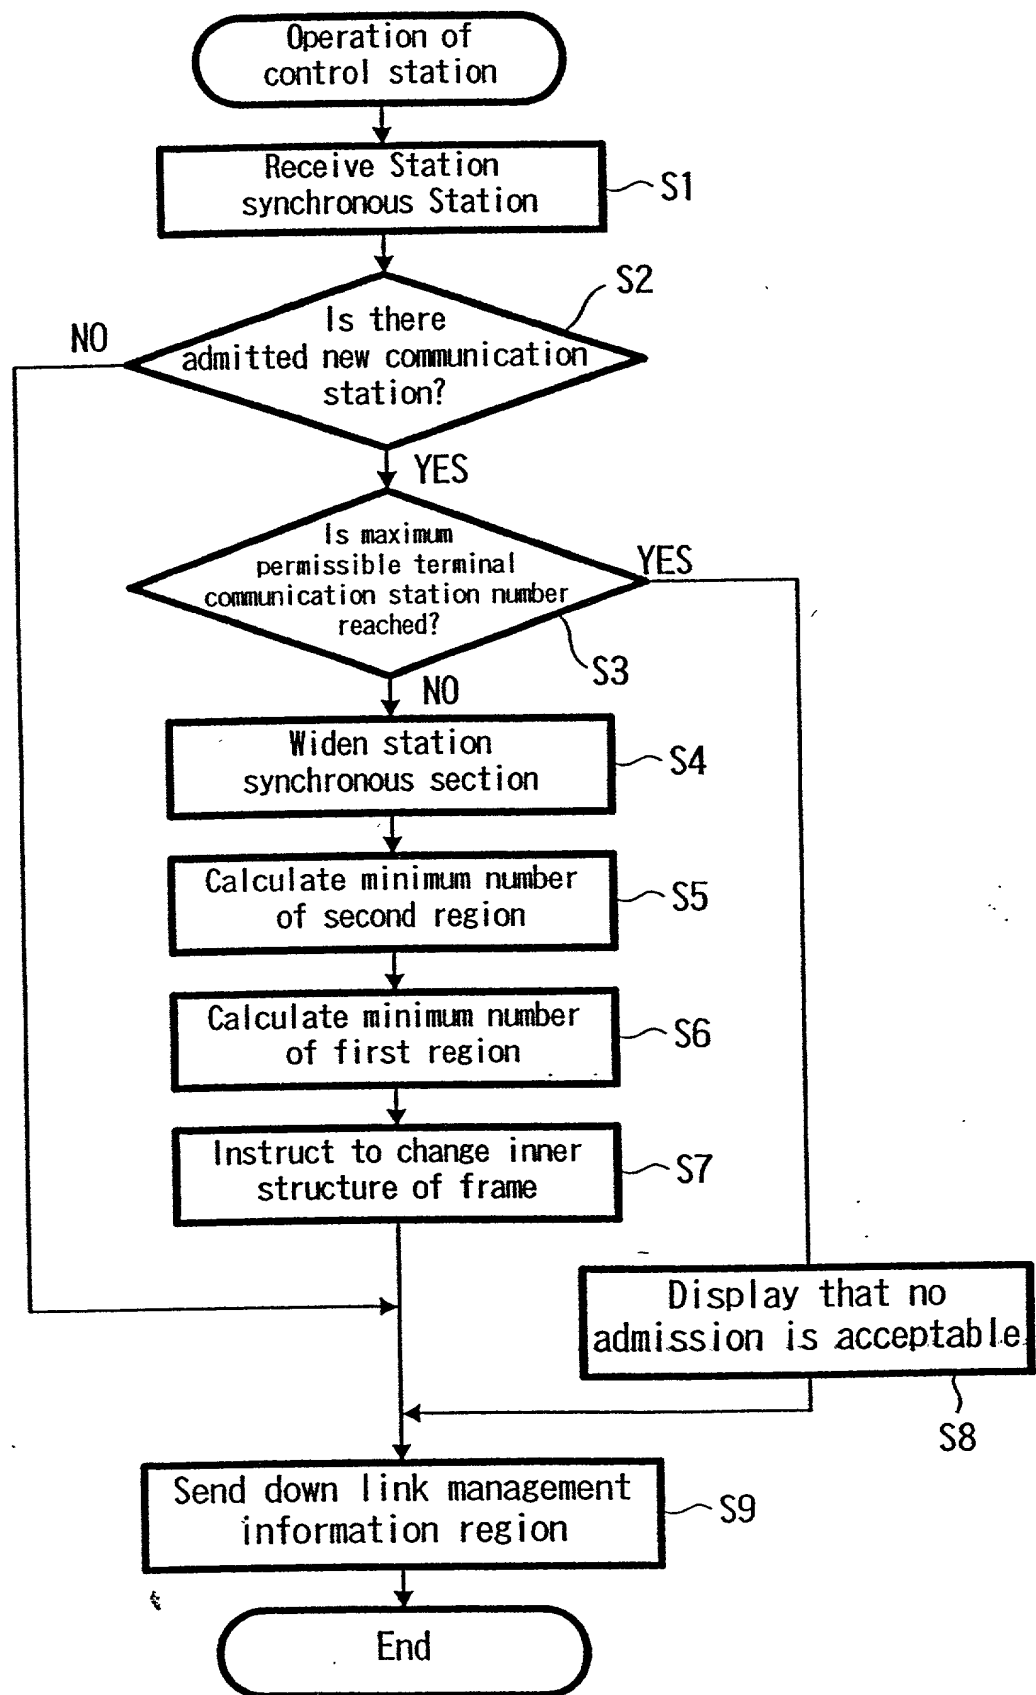 Operation of
control station
Receive Station
synchronous Station
S1
S2
NO
Is there
admitted new communication
station?
YES
Is maximum
permissible terminal
communication station number
reached?
YES
S3
NO
Widen station
synchronous section
S4
Calculate minimum number
of second region
S5
Calculate minimum number
of first region
S6
Instruct to change inner
structure of frame
S7
Display that no
admission is acceptable
S8
Send down link management
information region
S9
End